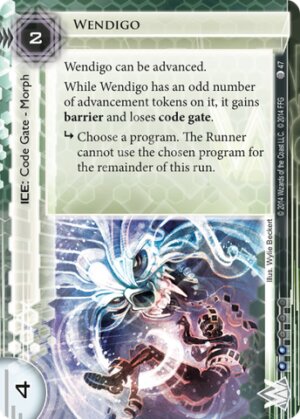 2
WENDIGO
Wendigo can be advanced.
While Wendigo has an odd number
of advancement tokens on it, it gains
barrier and loses code gate.
↳ Choose a program. The Runner
cannot use the chosen program for
the remainder of this run.
ICE: Code Gate - Morph
47
© 2014 Wizards of the Coast LLC. © 2014 FFG
Illus. Wylie Beckert
4